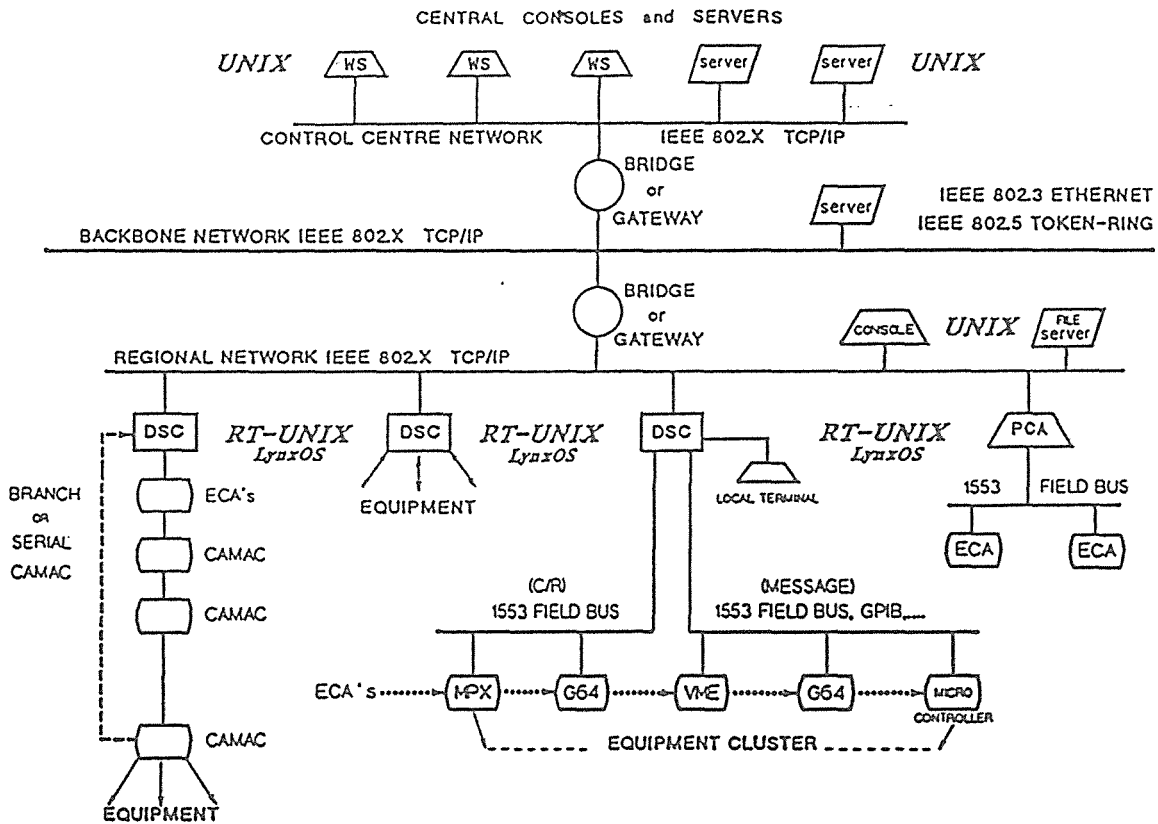 CENTRAL CONSOLES and SERVERS
UNIX WS WS WS server server UNIX
CONTROL CENTRE NETWORK IEEE 802.X TCP/IP
BRIDGE
or
GATEWAY
server
IEEE 802.3 ETHERNET
IEEE 802.5 TOKEN-RING
BACKBONE NETWORK IEEE 802.X TCP/IP
BRIDGE
or
GATEWAY
CONSOLE UNIX FILE
server
REGIONAL NETWORK IEEE 802.X TCP/IP
DSC RT-UNIX DSC RT-UNIX DSC RT-UNIX PCA
LynxOS LynxOS LynxOS
LOCAL TERMINAL
EQUIPMENT
1553 FIELD BUS
ECA ECA
BRANCH
OR
SERIAL
CAMAC
ECA's
CAMAC
CAMAC
CAMAC
EQUIPMENT
(C/R)
1553 FIELD BUS
(MESSAGE)
1553 FIELD BUS, GPIB,....
ECA's MPX G64 VME G64 MICRO
CONTROLLER
EQUIPMENT CLUSTER